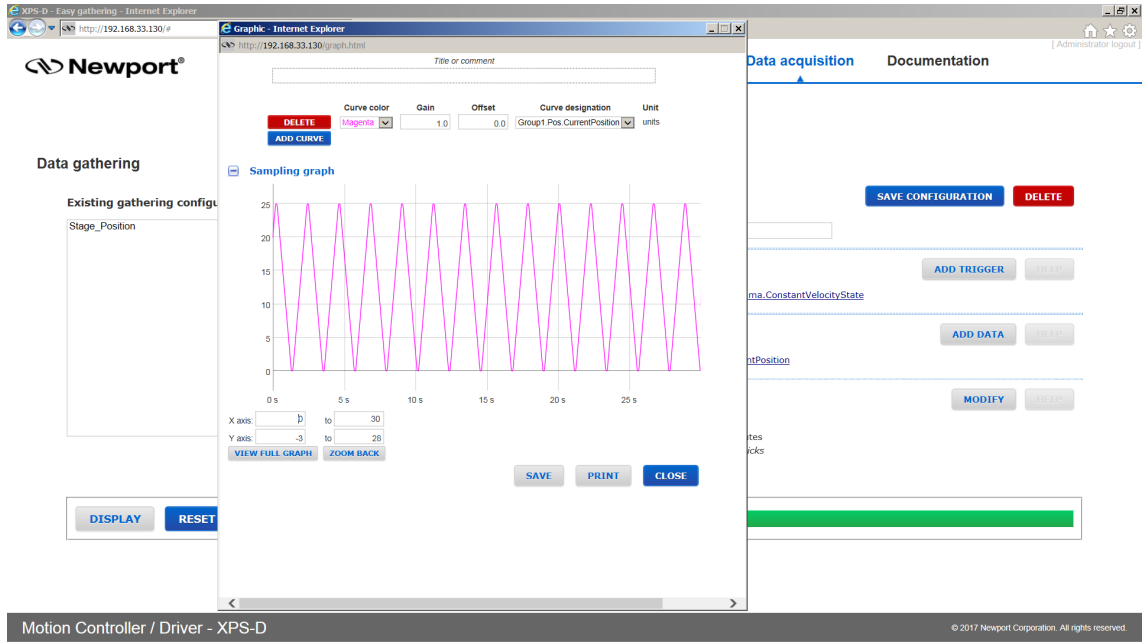 XPS-D - Easy gathering - Internet Explorer
http://192.168.33.130/#
[ Administrator logout ]
Newport®
Data acquisition
Documentation
Graphic - Internet Explorer
http://192.168.33.130/graph.html
Title or comment
Curve color Gain Offset Curve designation Unit
DELETE Magenta 1.0 0.0 Group1.Pos.CurrentPosition units
ADD CURVE
Data gathering
Sampling graph
Existing gathering configu
SAVE CONFIGURATION DELETE
Stage_Position
25
20
15
10
5
0
0 s 5 s 10 s 15 s 20 s 25 s
X axis: 0 to 30
Y axis: -3 to 28
VIEW FULL GRAPH ZOOM BACK
SAVE PRINT CLOSE
ADD TRIGGER HELP
ma.ConstantVelocityState
ADD DATA HELP
ntPosition
MODIFY HELP
tes
icks
DISPLAY RESET
Motion Controller / Driver - XPS-D
© 2017 Newport Corporation. All rights reserved.